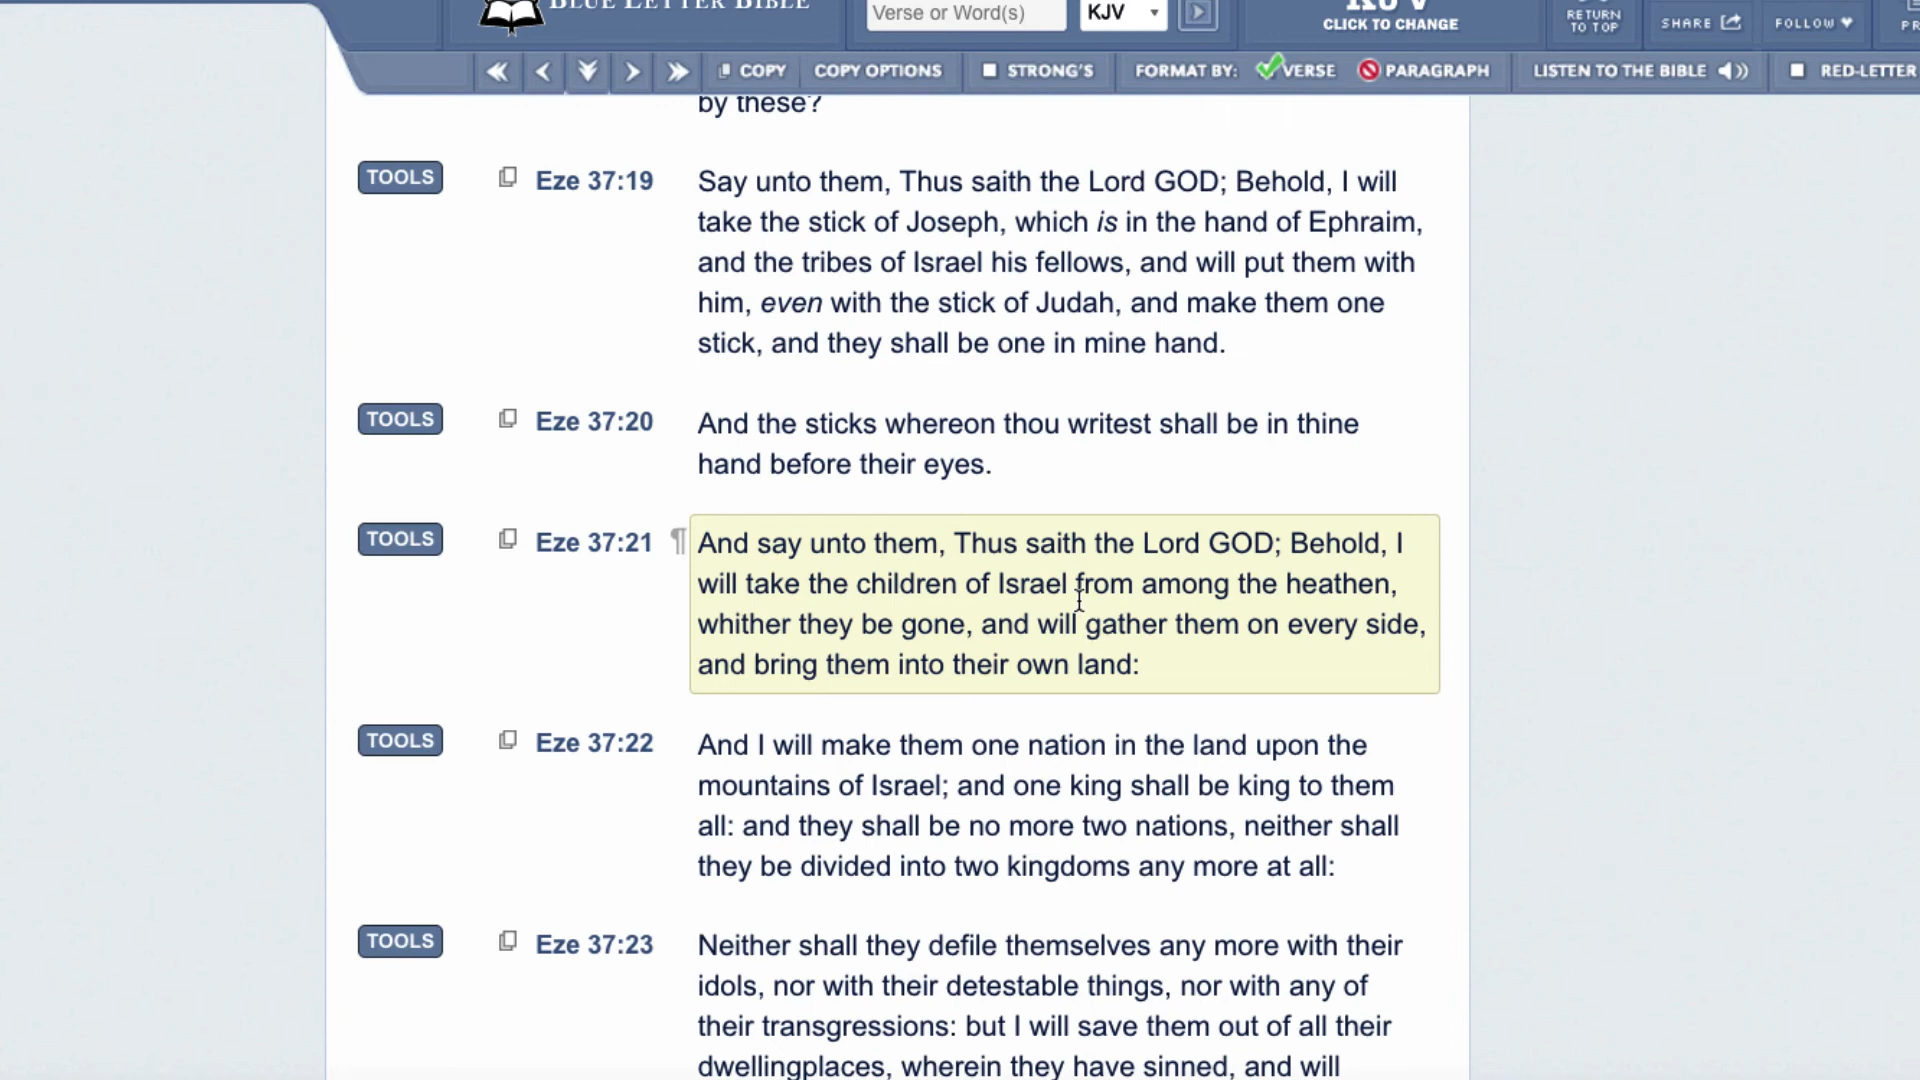 BLUE LETTER BIBLE
Verse or Word(s)
KJV
CLICK TO CHANGE
RETURN
TO TOP
SHARE
FOLLOW
COPY
COPY OPTIONS
STRONG'S
FORMAT BY:
VERSE
PARAGRAPH
LISTEN TO THE BIBLE
RED-LETTER
by these?
TOOLS
Eze 37:19
Say unto them, Thus saith the Lord GOD; Behold, I will
take the stick of Joseph, which is in the hand of Ephraim,
and the tribes of Israel his fellows, and will put them with
him, even with the stick of Judah, and make them one
stick, and they shall be one in mine hand.
TOOLS
Eze 37:20
And the sticks whereon thou writest shall be in thine
hand before their eyes.
TOOLS
Eze 37:21
¶
And say unto them, Thus saith the Lord GOD; Behold, I
will take the children of Israel from among the heathen,
whither they be gone, and will gather them on every side,
and bring them into their own land:
TOOLS
Eze 37:22
And I will make them one nation in the land upon the
mountains of Israel; and one king shall be king to them
all: and they shall be no more two nations, neither shall
they be divided into two kingdoms any more at all:
TOOLS
Eze 37:23
Neither shall they defile themselves any more with their
idols, nor with their detestable things, nor with any of
their transgressions: but I will save them out of all their
dwellingplaces, wherein they have sinned, and will